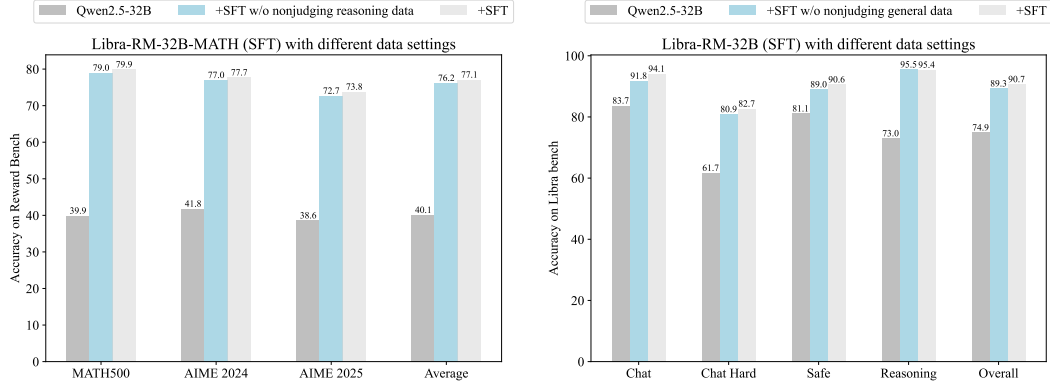 Qwen2.5-32B +SFT w/o nonjudging reasoning data +SFT
Libra-RM-32B-MATH (SFT) with different data settings
Accuracy on Reward Bench
80
70
60
50
40
30
20
10
0
39.9 79.0 79.9
41.8 77.0 77.7
38.6 72.7 73.8
40.1 76.2 77.1
MATH500 AIME 2024 AIME 2025 Average
Qwen2.5-32B +SFT w/o nonjudging general data +SFT
Libra-RM-32B (SFT) with different data settings
Accuracy on Libra bench
100
80
60
40
20
0
83.7 91.8 94.1
61.7 80.9 82.7
81.1 89.0 90.6
73.0 95.5 95.4
74.9 89.3 90.7
Chat Chat Hard Safe Reasoning Overall